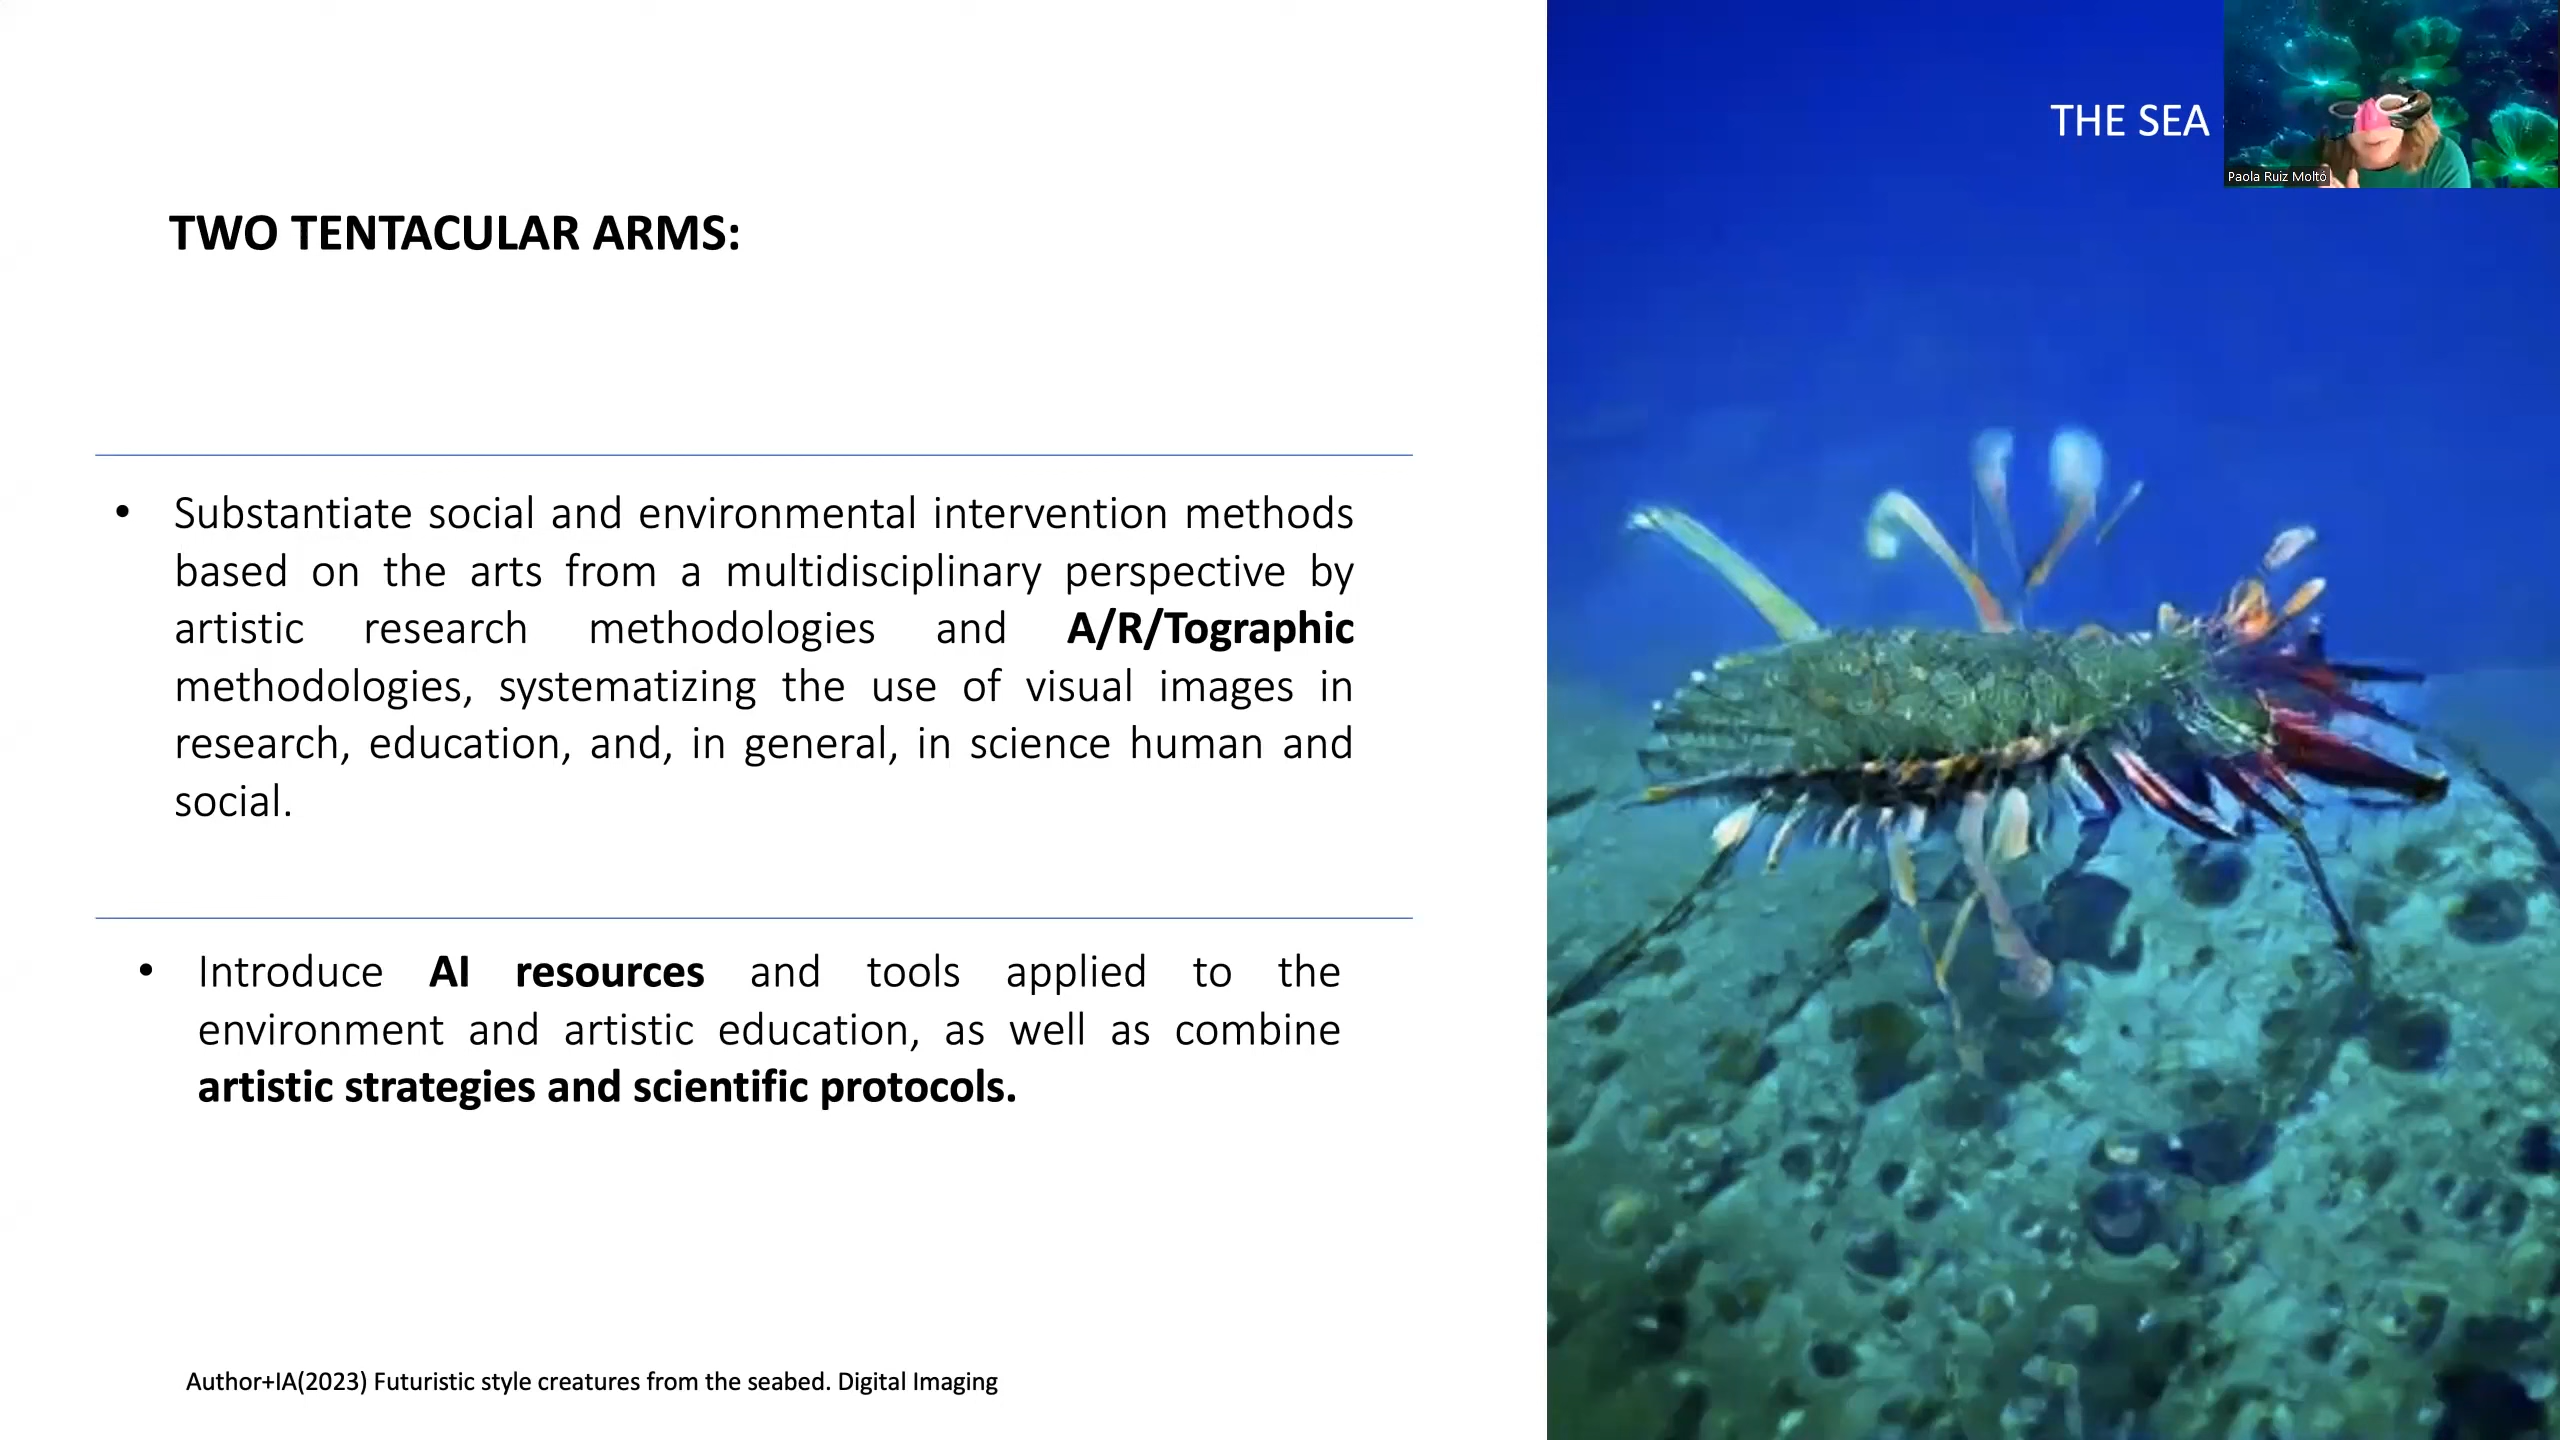 THE SEA
Paola Ruiz Moltó
TWO TENTACULAR ARMS:
• Substantiate social and environmental intervention methods
based on the arts from a multidisciplinary perspective by
artistic research methodologies and A/R/Tographic
methodologies, systematizing the use of visual images in
research, education, and, in general, in science human and
social.
• Introduce AI resources and tools applied to the
environment and artistic education, as well as combine
artistic strategies and scientific protocols.
Author+IA(2023) Futuristic style creatures from the seabed. Digital Imaging